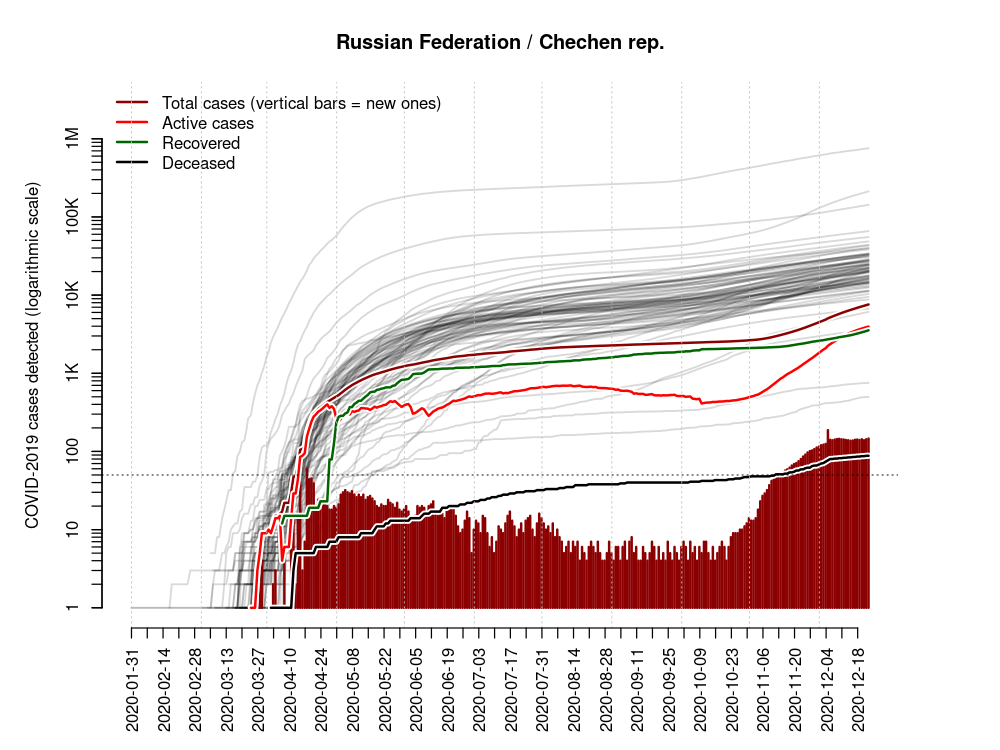 Russian Federation / Chechen rep.
Total cases (vertical bars = new ones)
Active cases
Recovered
Deceased
COVID-2019 cases detected (logarithmic scale)
1M
100K
10K
1K
100
10
1
2020-01-31
2020-02-14
2020-02-28
2020-03-13
2020-03-27
2020-04-10
2020-04-24
2020-05-08
2020-05-22
2020-06-05
2020-06-19
2020-07-03
2020-07-17
2020-07-31
2020-08-14
2020-08-28
2020-09-11
2020-09-25
2020-10-09
2020-10-23
2020-11-06
2020-11-20
2020-12-04
2020-12-18